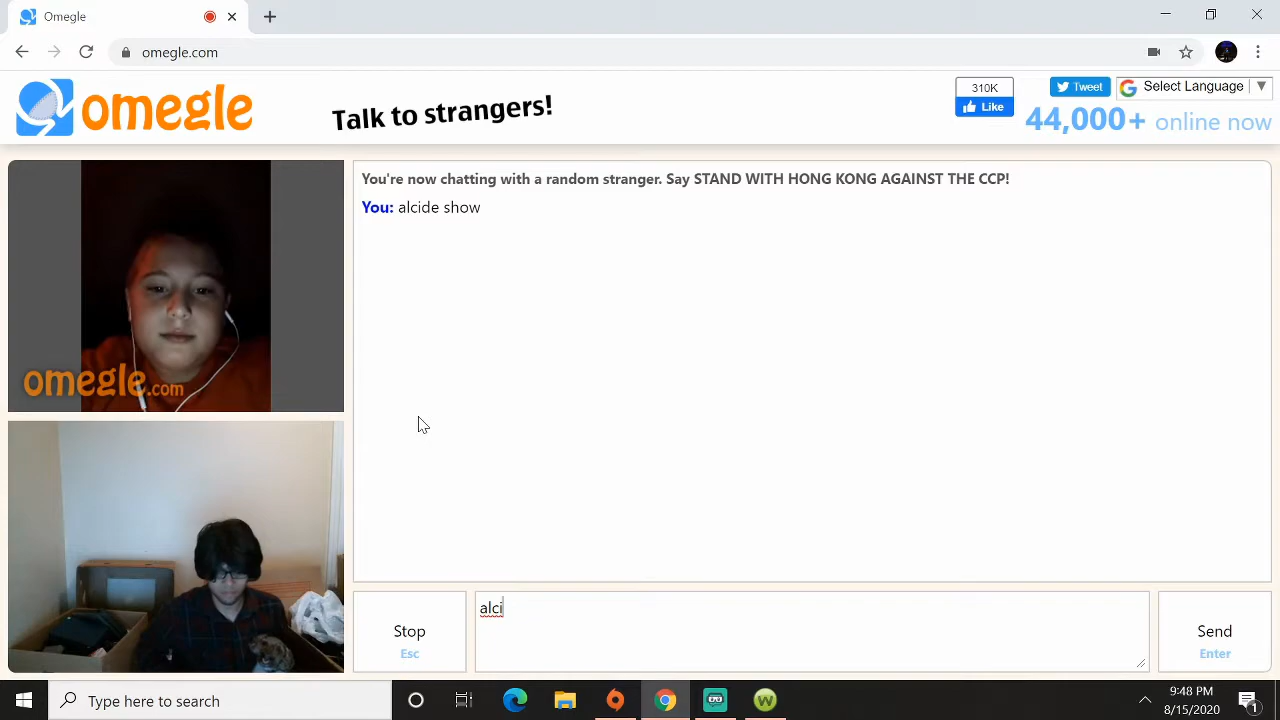 Omegle
omegle.com
omegle
Talk to strangers!
310K
Like
Tweet
Select Language
44,000+ online now
You're now chatting with a random stranger. Say STAND WITH HONG KONG AGAINST THE CCP!
You: alcide show
omegle.com
alci
Stop
Esc
Send
Enter
Type here to search
9:48 PM
8/15/2020
1